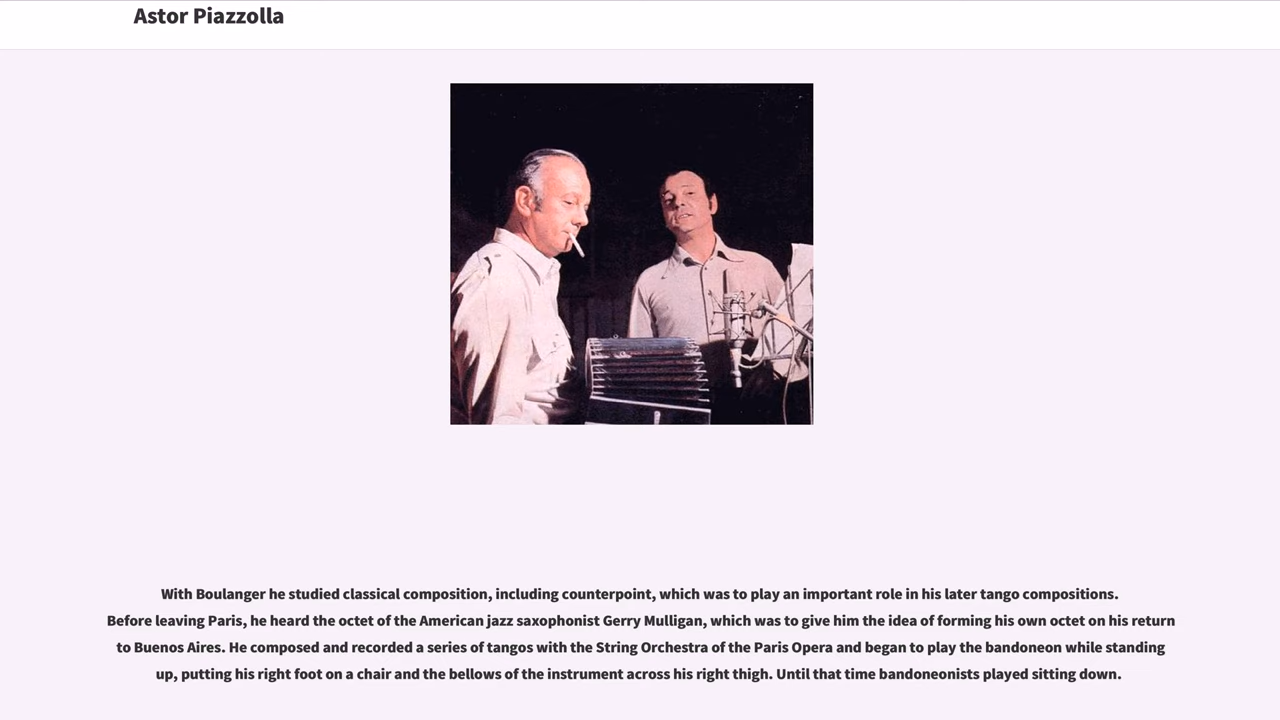 Astor Piazzolla
With Boulanger he studied classical composition, including counterpoint, which was to play an important role in his later tango compositions.
Before leaving Paris, he heard the octet of the American jazz saxophonist Gerry Mulligan, which was to give him the idea of forming his own octet on his return
to Buenos Aires. He composed and recorded a series of tangos with the String Orchestra of the Paris Opera and began to play the bandoneon while standing
up, putting his right foot on a chair and the bellows of the instrument across his right thigh. Until that time bandoneonists played sitting down.